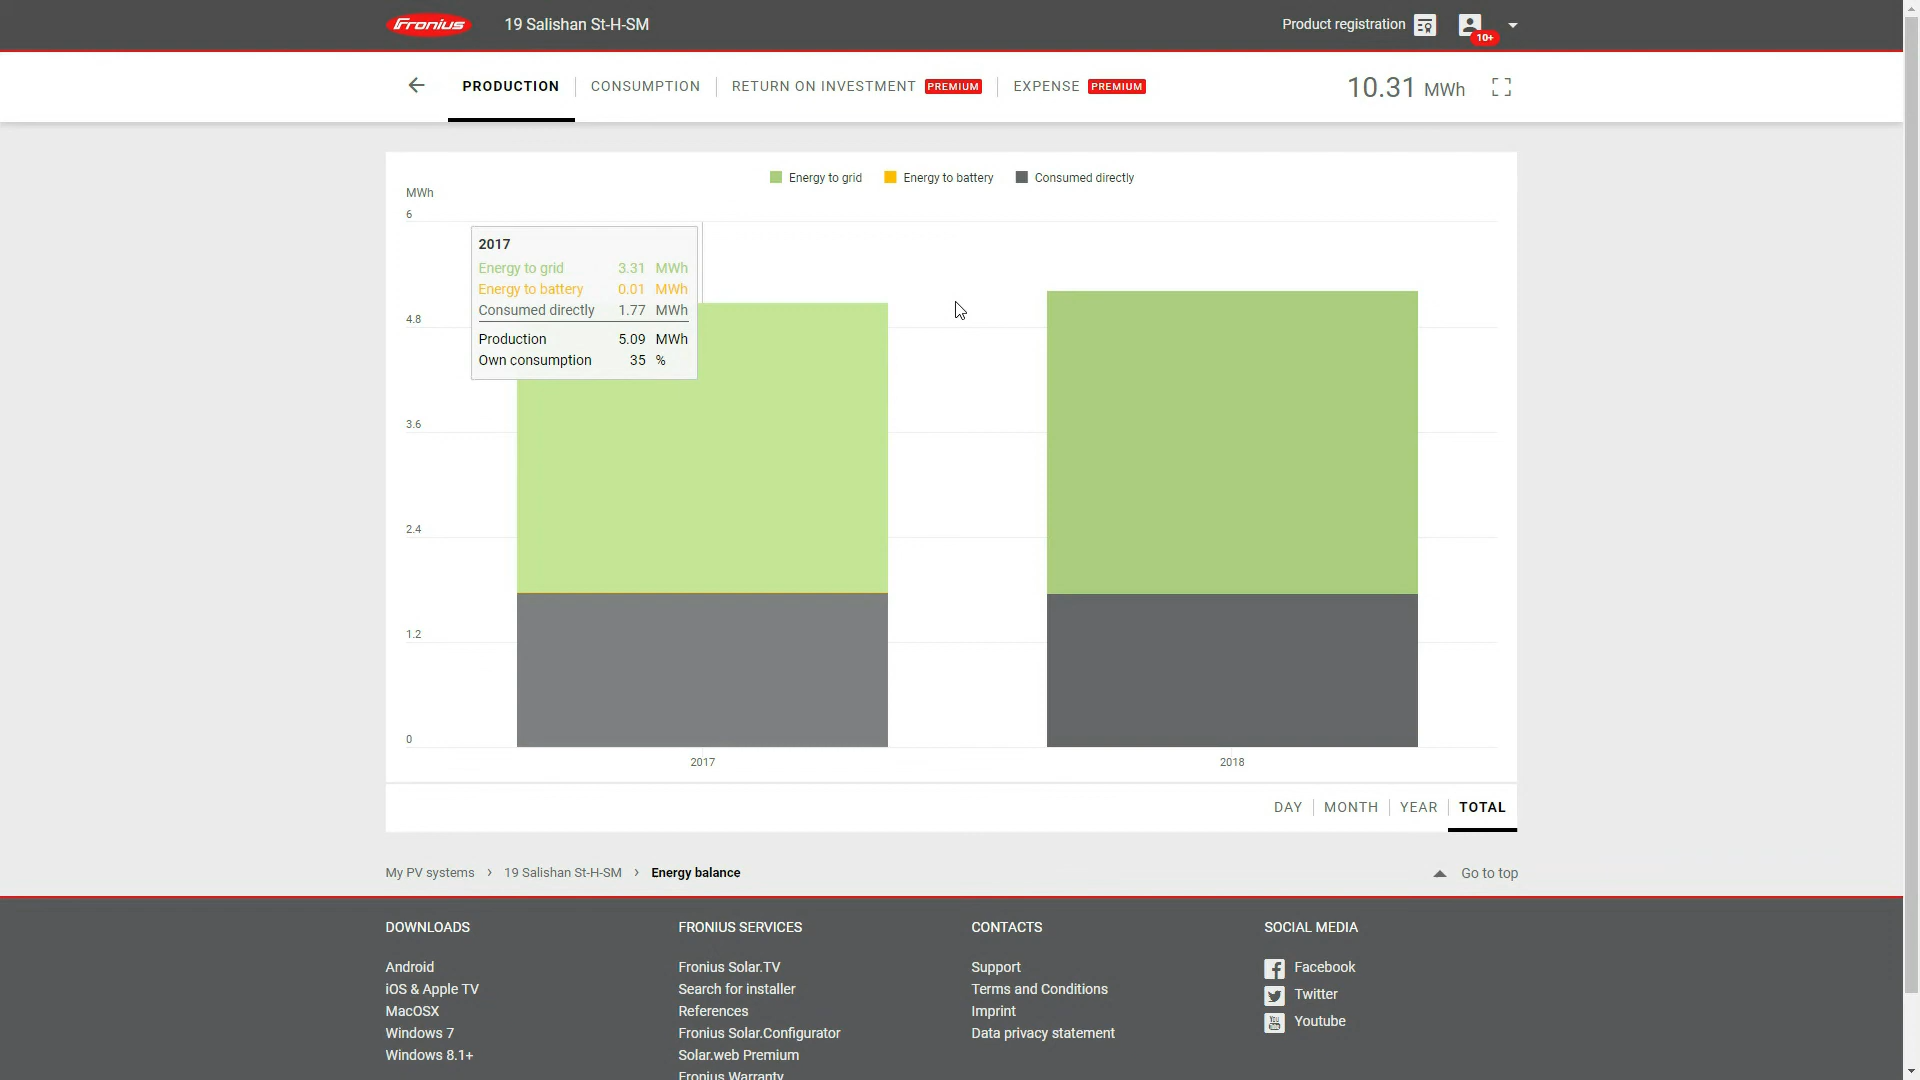 Fronius
19 Salishan St-H-SM
Product registration
10+
PRODUCTION
CONSUMPTION
RETURN ON INVESTMENT PREMIUM
EXPENSE PREMIUM
10.31 MWh
Energy to grid
Energy to battery
Consumed directly
MWh
6
4.8
3.6
2.4
1.2
0
2017
Energy to grid 3.31 MWh
Energy to battery 0.01 MWh
Consumed directly 1.77 MWh
Production 5.09 MWh
Own consumption 35 %
2017
2018
DAY
MONTH
YEAR
TOTAL
My PV systems > 19 Salishan St-H-SM > Energy balance
Go to top
DOWNLOADS
Android
iOS & Apple TV
MacOSX
Windows 7
Windows 8.1+
FRONIUS SERVICES
Fronius Solar.TV
Search for installer
References
Fronius Solar.Configurator
Solar.web Premium
Fronius Warranty
CONTACTS
Support
Terms and Conditions
Imprint
Data privacy statement
SOCIAL MEDIA
Facebook
Twitter
You Tube
Youtube